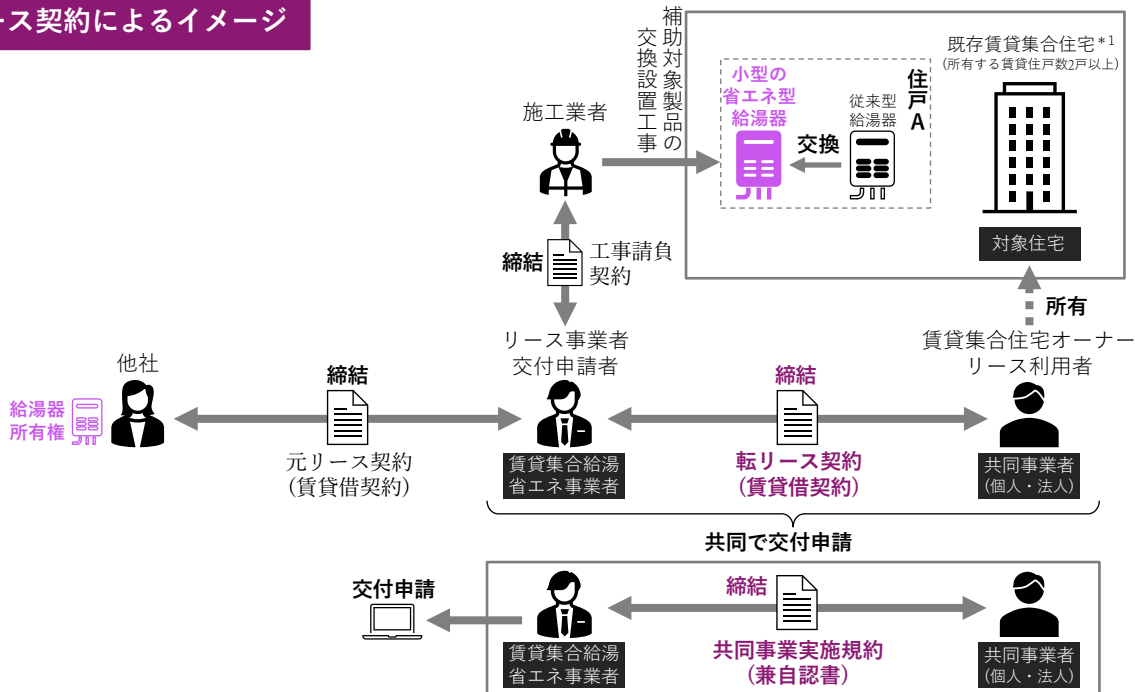 ース契約によるイメージ
補助対象製品の
交換設置工事
既存賃貸集合住宅*1
(所有する賃貸住戸数2戸以上)
小型の
省エネ型
給湯器
従来型
給湯器
住戸A
交換
対象住宅
施工業者
締結
工事請負
契約
所有
リース事業者
交付申請者
賃貸集合住宅オーナー
リース利用者
他社
給湯器
所有権
締結
締結
元リース契約
(賃貸借契約)
賃貸集合給湯
省エネ事業者
転リース契約
(賃貸借契約)
共同事業者
(個人・法人)
共同で交付申請
交付申請
締結
賃貸集合給湯
省エネ事業者
共同事業実施規約
(兼自認書)
共同事業者
(個人・法人)